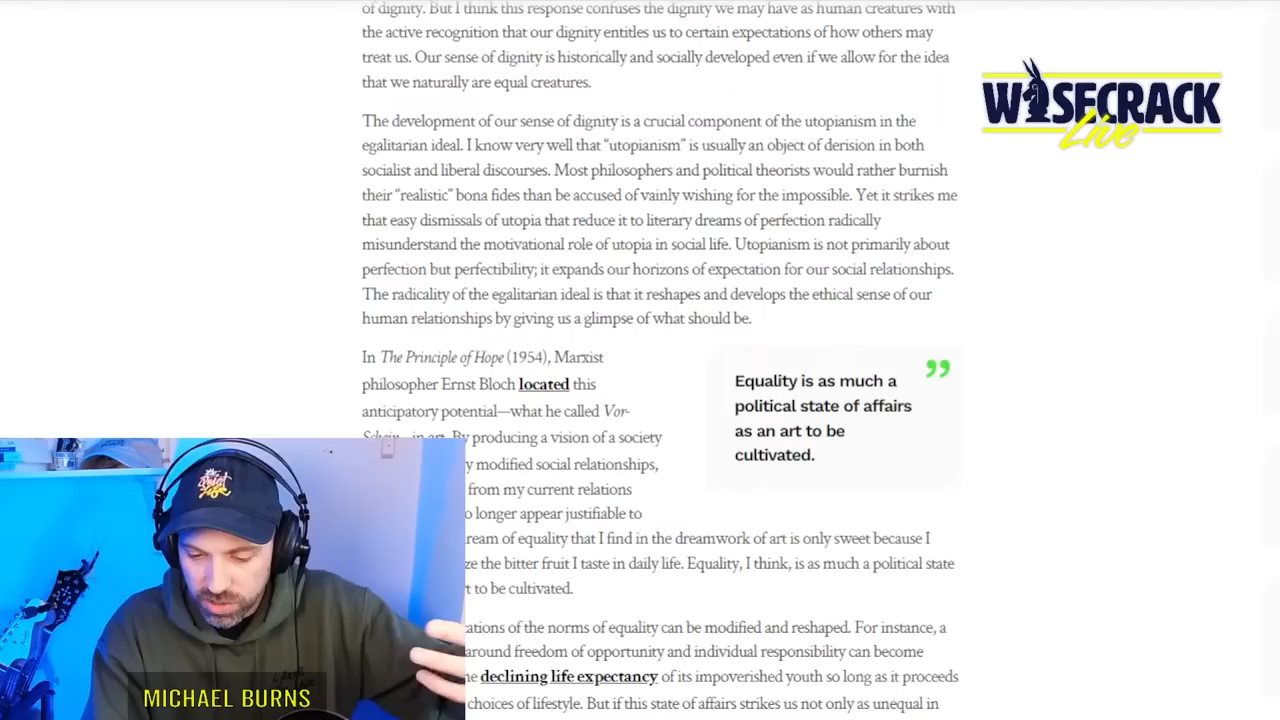 of dignity. But I think this response confuses the dignity we may have as human creatures with
the active recognition that our dignity entitles us to certain expectations of how others may
treat us. Our sense of dignity is historically and socially developed even if we allow for the idea
that we naturally are equal creatures.
The development of our sense of dignity is a crucial component of the utopianism in the
egalitarian ideal. I know very well that “utopianism” is usually an object of derision in both
socialist and liberal discourses. Most philosophers and political theorists would rather burnish
their “realistic” bona fides than be accused of vainly wishing for the impossible. Yet it strikes me
that easy dismissals of utopia that reduce it to literary dreams of perfection radically
misunderstand the motivational role of utopia in social life. Utopianism is not primarily about
perfection but perfectibility; it expands our horizons of expectation for our social relationships.
The radicality of the egalitarian ideal is that it reshapes and develops the ethical sense of our
human relationships by giving us a glimpse of what should be.
In The Principle of Hope (1954), Marxist
philosopher Ernst Bloch located this
anticipatory potential—what he called Vor-
Schein—in art. By producing a vision of a society
modified social relationships,
from my current relations
longer appear justifiable to
of equality that I find in the dreamwork of art is only sweet because I
the bitter fruit I taste in daily life. Equality, I think, is as much a political state
to be cultivated.
of the norms of equality can be modified and reshaped. For instance, a
around freedom of opportunity and individual responsibility can become
declining life expectancy of its impoverished youth so long as it proceeds
choices of lifestyle. But if this state of affairs strikes us not only as unequal in
”
Equality is as much a
political state of affairs
as an art to be
cultivated.
WISECRACK
Live
MICHAEL BURNS